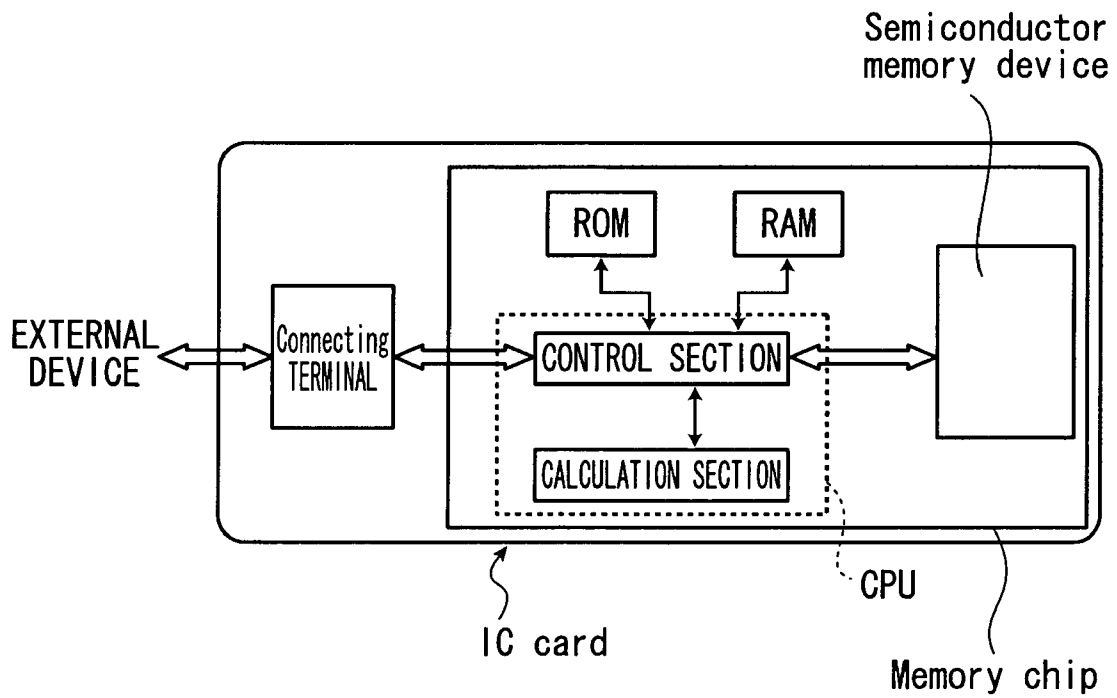 Semiconductor
memory device
ROM
RAM
EXTERNAL
DEVICE
Connecting
TERMINAL
CONTROL SECTION
CALCULATION SECTION
CPU
IC card
Memory chip